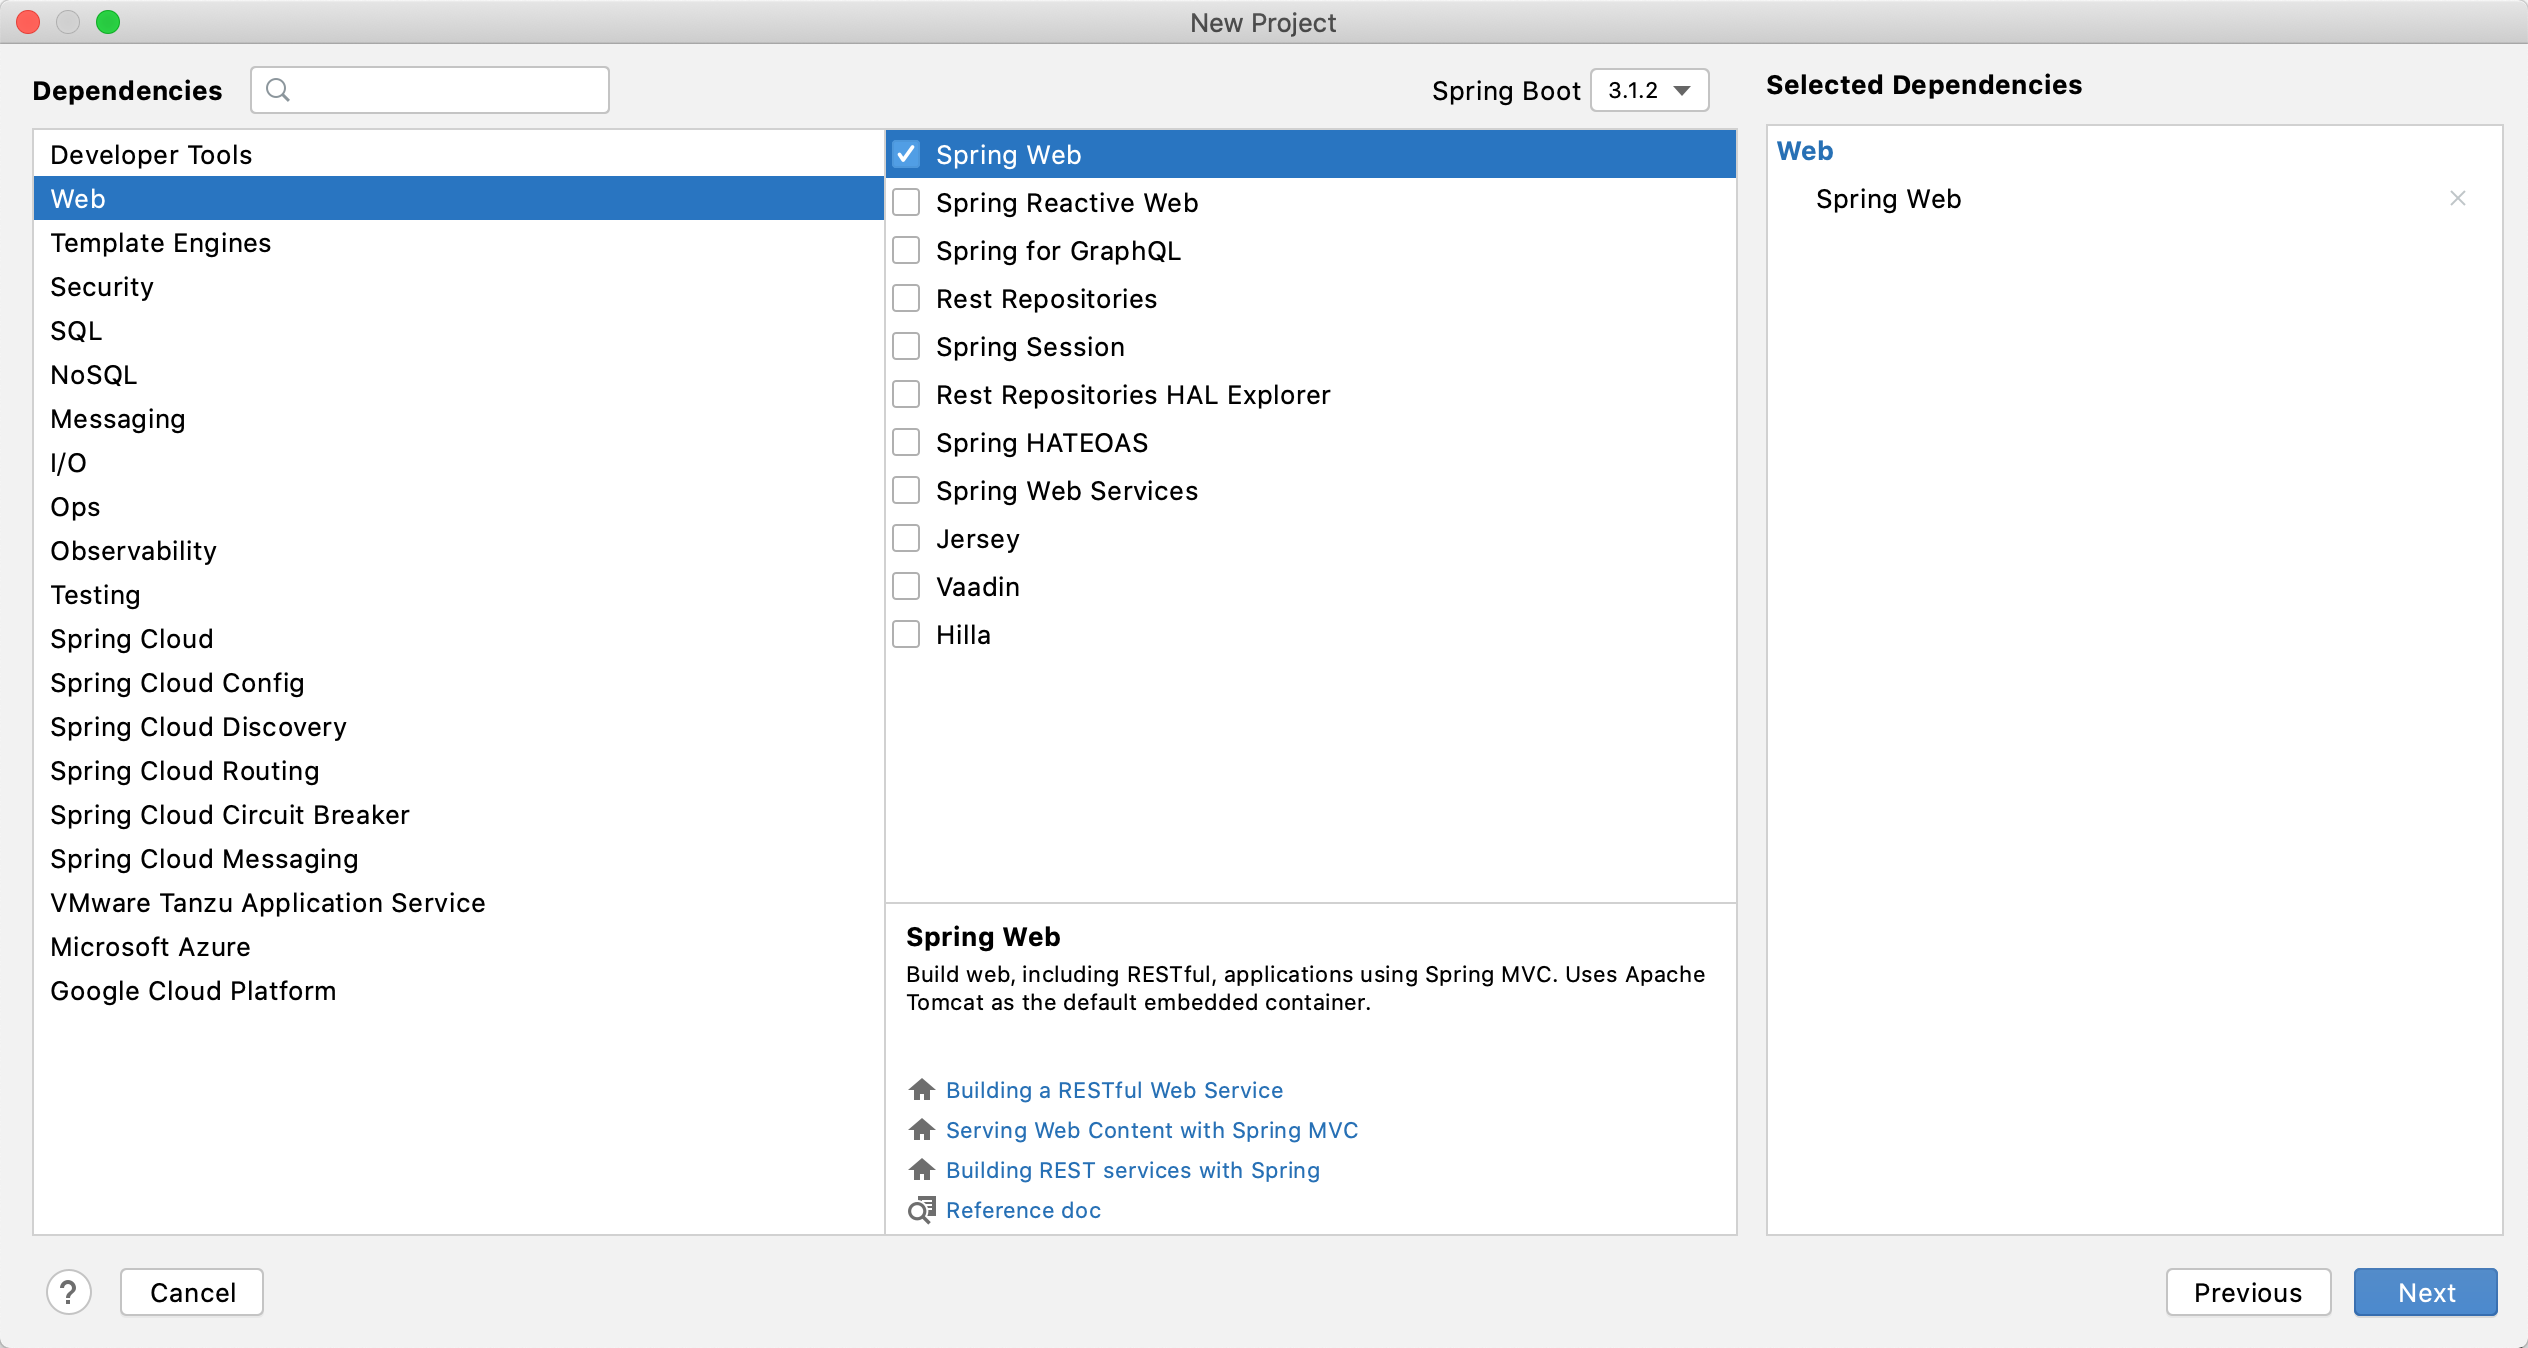 New Project
Dependencies
Spring Boot 3.1.2
Developer Tools
Web
Template Engines
Security
SQL
NoSQL
Messaging
I/O
Ops
Observability
Testing
Spring Cloud
Spring Cloud Config
Spring Cloud Discovery
Spring Cloud Routing
Spring Cloud Circuit Breaker
Spring Cloud Messaging
VMware Tanzu Application Service
Microsoft Azure
Google Cloud Platform
Spring Web
Spring Reactive Web
Spring for GraphQL
Rest Repositories
Spring Session
Rest Repositories HAL Explorer
Spring HATEOAS
Spring Web Services
Jersey
Vaadin
Hilla
Spring Web
Build web, including RESTful, applications using Spring MVC. Uses Apache
Tomcat as the default embedded container.
Building a RESTful Web Service
Serving Web Content with Spring MVC
Building REST services with Spring
Reference doc
Selected Dependencies
Web
Spring Web
?
Cancel
Previous
Next